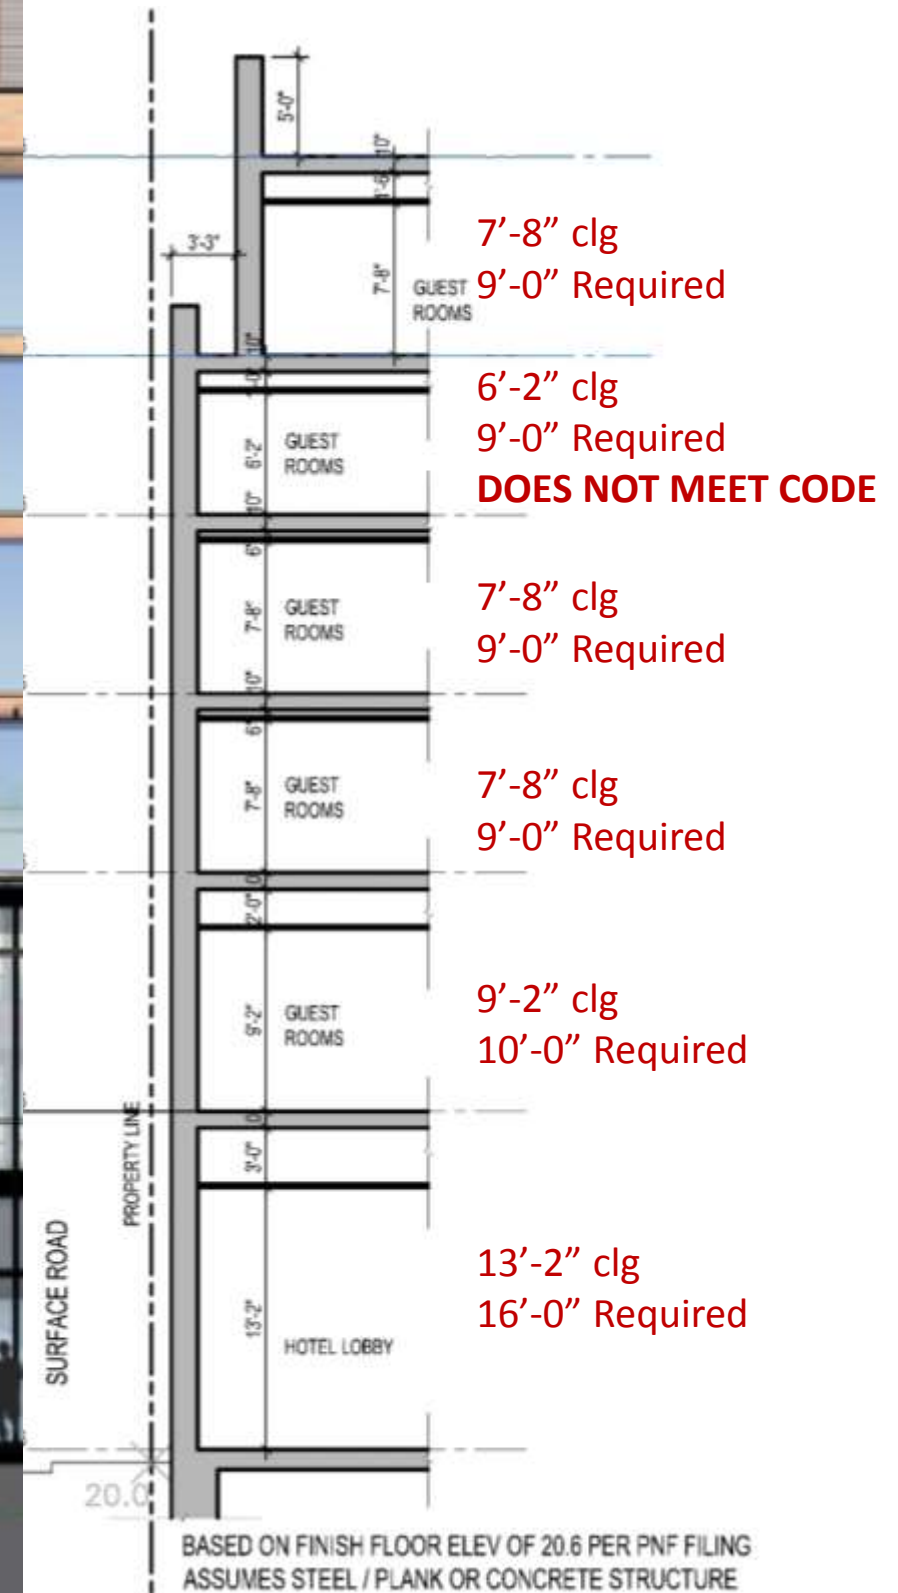 5'-0"
10"
1'-6"
3'-3"
7'-8"
GUEST
ROOMS
7’-8” clg
9’-0” Required
10"
1'-0"
6'-2"
GUEST
ROOMS
6’-2” clg
9’-0” Required
DOES NOT MEET CODE
10"
6"
7'-8"
GUEST
ROOMS
7’-8” clg
9’-0” Required
10"
6"
7'-8"
GUEST
ROOMS
7’-8” clg
9’-0” Required
2'-0"
9'-2"
GUEST
ROOMS
9’-2” clg
10’-0” Required
PROPERTY LINE
3'-0"
SURFACE ROAD
13'-2"
HOTEL LOBBY
13’-2” clg
16’-0” Required
20.0
BASED ON FINISH FLOOR ELEV OF 20.6 PER PNF FILING
ASSUMES STEEL / PLANK OR CONCRETE STRUCTURE